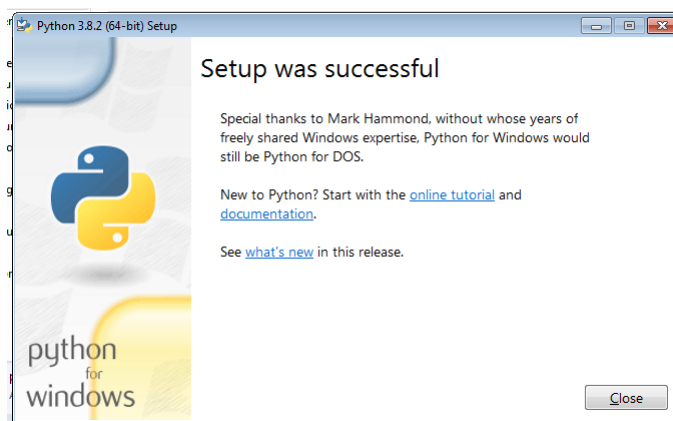 Python 3.8.2 (64-bit) Setup
Setup was successful
Special thanks to Mark Hammond, without whose years of
freely shared Windows expertise, Python for Windows would
still be Python for DOS.
New to Python? Start with the online tutorial and
documentation.
See what's new in this release.
python
for
windows
Close